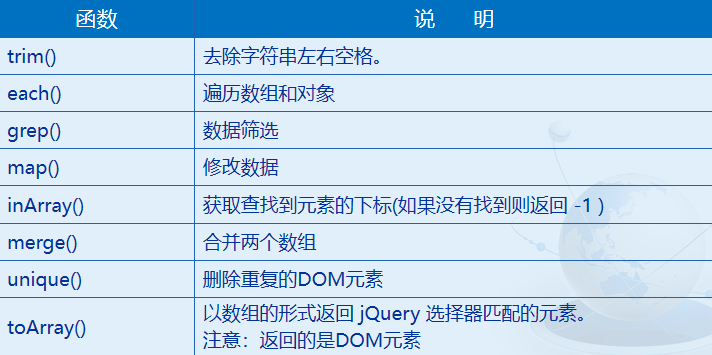 函数 说 明
trim() 去除字符串左右空格。
each() 遍历数组和对象
grep() 数据筛选
map() 修改数据
inArray() 获取查找到元素的下标(如果没有找到则返回 -1 )
merge() 合并两个数组
unique() 删除重复的DOM元素
toArray() 以数组的形式返回 jQuery 选择器匹配的元素。
注意：返回的是DOM元素